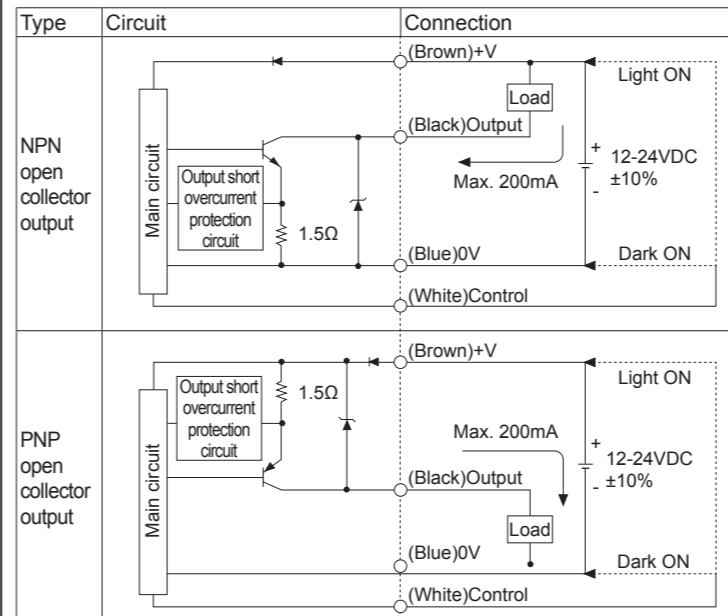 Type Circuit Connection
NPN
open
collector
output
Main circuit
Output short
overcurrent
protection
circuit
1.5Ω
(Brown)+V
Load
(Black)Output
Max. 200mA
(Blue)0V
(White)Control
Light ON
+
12-24VDC
±10%
-
Dark ON
PNP
open
collector
output
Main circuit
Output short
overcurrent
protection
circuit
1.5Ω
(Brown)+V
Max. 200mA
(Black)Output
Load
(Blue)0V
(White)Control
Light ON
+
12-24VDC
±10%
-
Dark ON